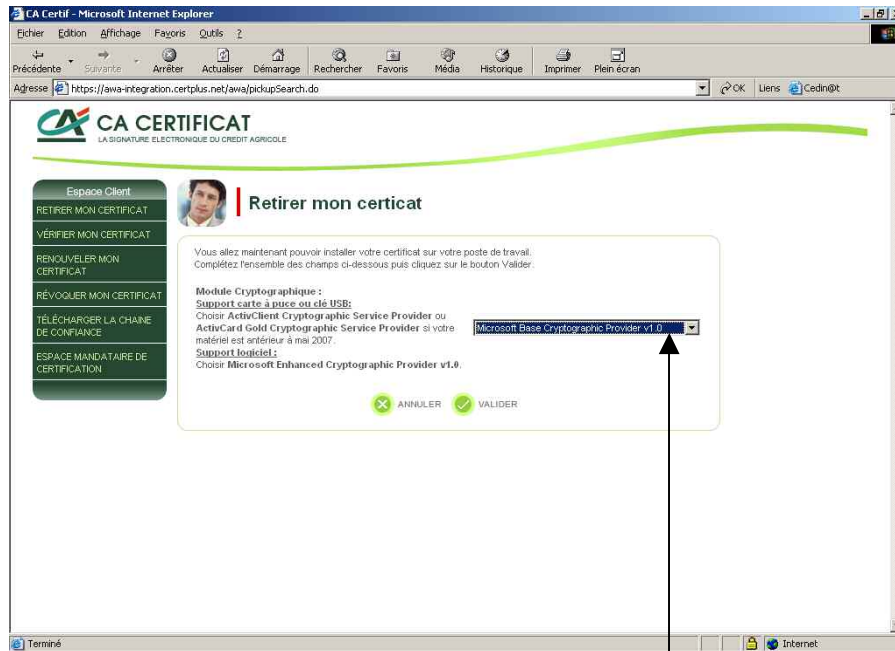 CA Certif - Microsoft Internet Explorer
Fichier Edition Affichage Favoris Outils ?
Précédente Suivante Arrêter Actualiser Démarrage Rechercher Favoris Média Historique Imprimer Plein écran
Adresse https://awa-integration.certplus.net/awa/pickupSearch.do OK Liens Cedin@t
CA CERTIFICAT
LA SIGNATURE ELECTRONIQUE DU CREDIT AGRICOLE
Espace Client
RETIRER MON CERTIFICAT
VÉRIFIER MON CERTIFICAT
RENOUVELER MON
CERTIFICAT
RÉVOQUER MON CERTIFICAT
TÉLÉCHARGER LA CHAINE
DE CONFIANCE
ESPACE MANDATAIRE DE
CERTIFICATION
Retirer mon certicat
Vous allez maintenant pouvoir installer votre certificat sur votre poste de travail.
Complétez l'ensemble des champs ci-dessous puis cliquez sur le bouton Valider.
Module Cryptographique :
Support carte à puce ou clé USB:
Choisir ActivClient Cryptographic Service Provider ou
ActivCard Gold Cryptographic Service Provider si votre
matériel est antérieur à mai 2007.
Microsoft Base Cryptographic Provider v1.0
Support logiciel :
Choisir Microsoft Enhanced Cryptographic Provider v1.0.
ANNULER VALIDER
Terminé Internet